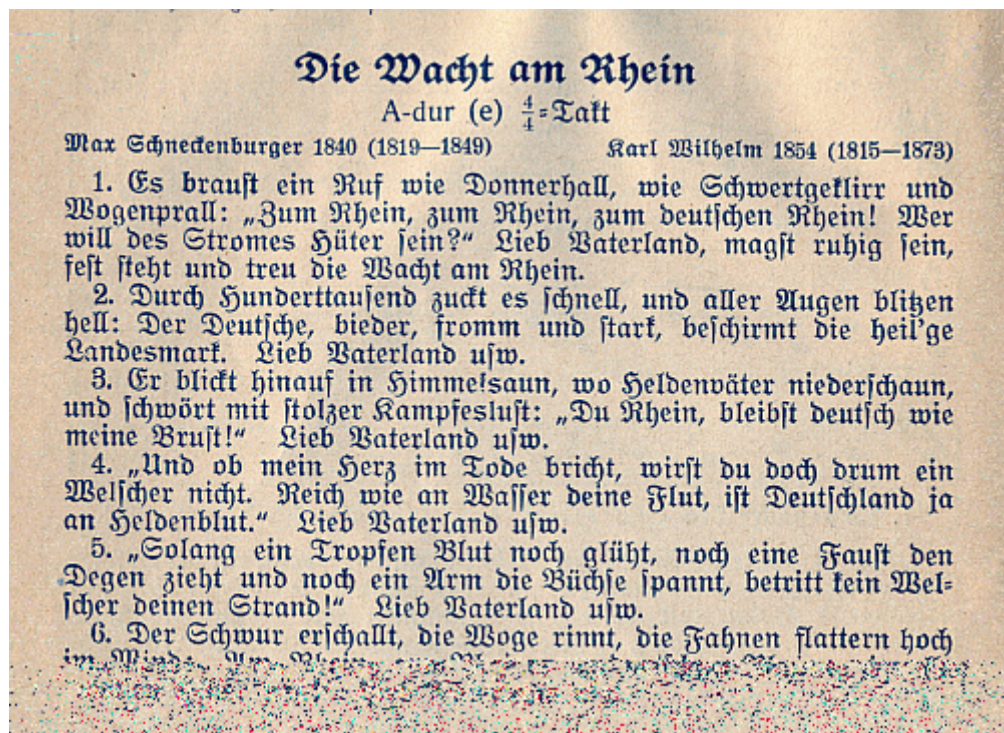 Die Wacht am Rhein
A-dur (e) 4/4=Takt
Max Schneckenburger 1840 (1819—1849) Karl Wilhelm 1854 (1815—1873)
1. Es braust ein Ruf wie Donnerhall, wie Schwertgeklirr und
Wogenprall: „Zum Rhein, zum Rhein, zum deutschen Rhein! Wer
will des Stromes Hüter sein?“ Lieb Vaterland, magst ruhig sein,
fest steht und treu die Wacht am Rhein.
2. Durch Hunderttausend zuckt es schnell, und aller Augen blitzen
hell: Der Deutsche, bieder, fromm und stark, beschirmt die heil'ge
Landesmark. Lieb Vaterland usw.
3. Er blickt hinauf in Himmelsaun, wo Heldenväter niederschaun,
und schwört mit stolzer Kampfeslust: „Du Rhein, bleibst deutsch wie
meine Brust!“ Lieb Vaterland usw.
4. „Und ob mein Herz im Tode bricht, wirst du doch drum ein
Welscher nicht. Reich wie an Wasser deine Flut, ist Deutschland ja
an Heldenblut.“ Lieb Vaterland usw.
5. „Solang ein Tropfen Blut noch glüht, noch eine Faust den
Degen zieht und noch ein Arm die Büchse spannt, betritt kein Wel=
scher deinen Strand!“ Lieb Vaterland usw.
6. Der Schwur erschallt, die Woge rinnt, die Fahnen flattern hoch
im Winde. Am Rhein,